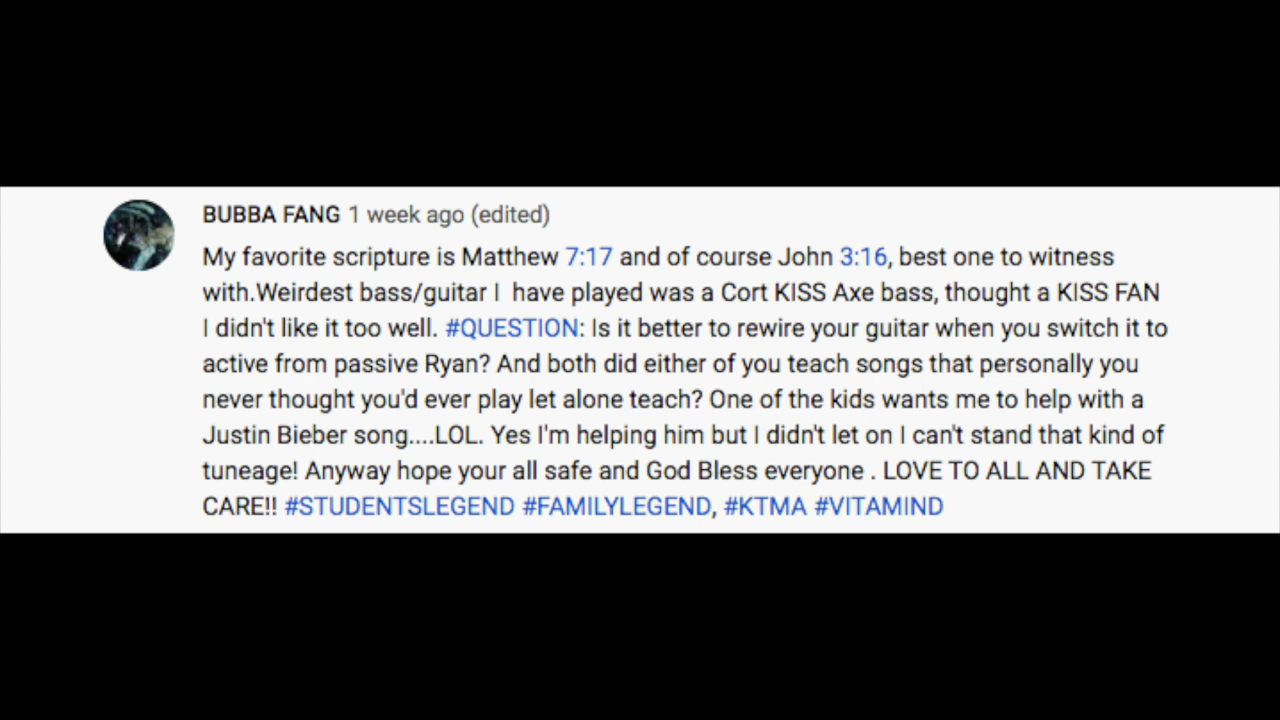 BUBBA FANG 1 week ago (edited)
My favorite scripture is Matthew 7:17 and of course John 3:16, best one to witness
with.Weirdest bass/guitar I  have played was a Cort KISS Axe bass, thought a KISS FAN
I didn't like it too well. #QUESTION: Is it better to rewire your guitar when you switch it to
active from passive Ryan? And both did either of you teach songs that personally you
never thought you'd ever play let alone teach? One of the kids wants me to help with a
Justin Bieber song....LOL. Yes I'm helping him but I didn't let on I can't stand that kind of
tuneage! Anyway hope your all safe and God Bless everyone . LOVE TO ALL AND TAKE
CARE!! #STUDENTSLEGEND #FAMILYLEGEND, #KTMA #VITAMIND